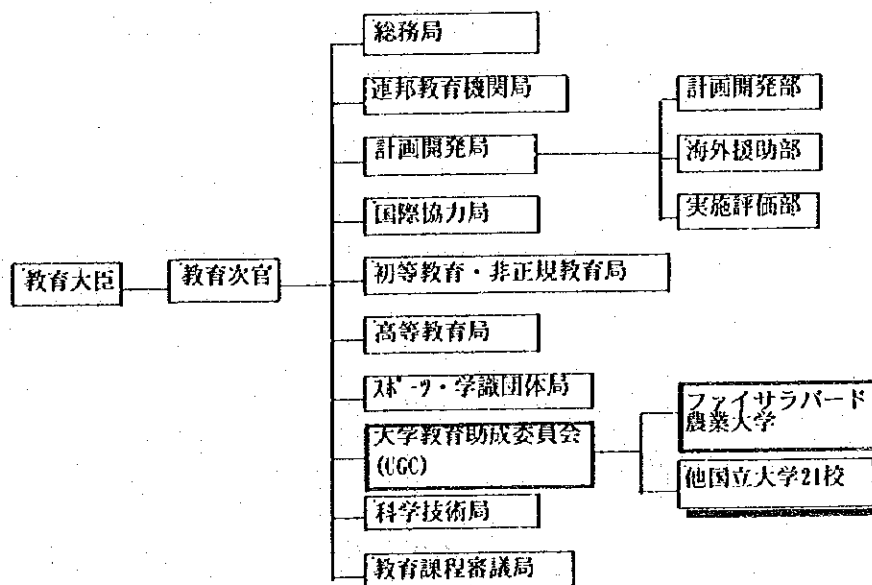 総務局
連邦教育機関局
計画開発局
計画開発部
海外援助部
実施評価部
国際協力局
教育大臣
教育次官
初等教育・非正規教育局
高等教育局
スポーツ・学識団体局
大学教育助成委員会
(UGC)
ファイサラバード
農業大学
他国立大学21校
科学技術局
教育課程審議局